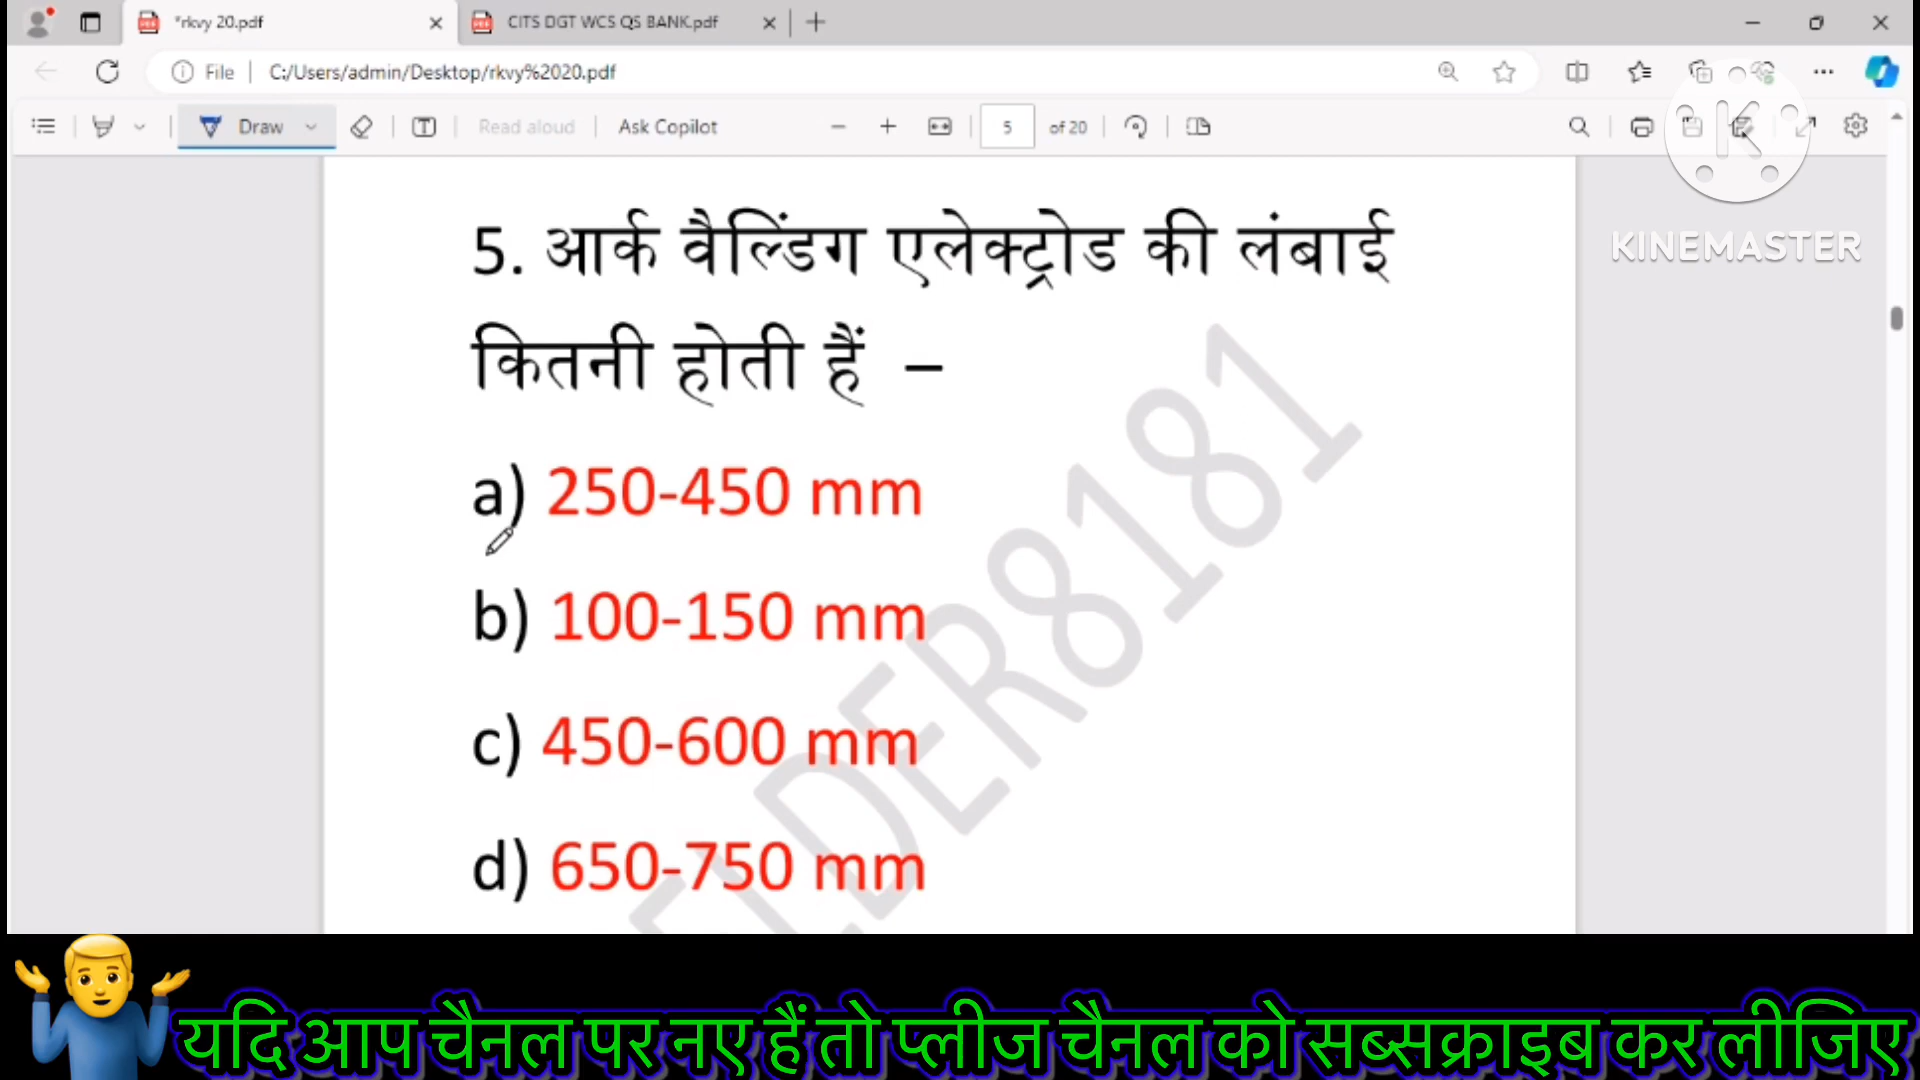 *rkvy 20.pdf
CITS DGT WCS QS BANK.pdf
File
C:/Users/admin/Desktop/rkvy%2020.pdf
Draw
Read aloud
Ask Copilot
5
of 20
KINEMASTER
5. आर्क वैल्डिंग एलेक्ट्रोड की लंबाई
कितनी होती हैं –
a) 250-450 mm
b) 100-150 mm
c) 450-600 mm
d) 650-750 mm
ELDER8181
यदि आप चैनल पर नए हैं तो प्लीज चैनल को सब्सक्राइब कर लीजिए